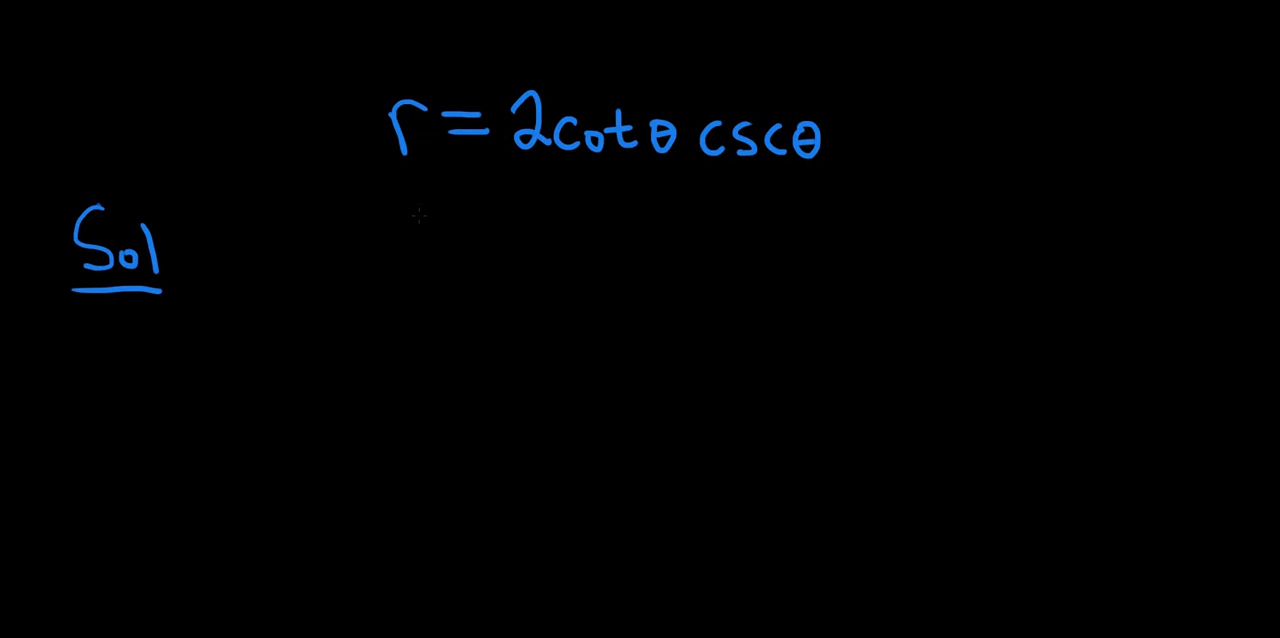 r = 2cotθ cscθ
Sol